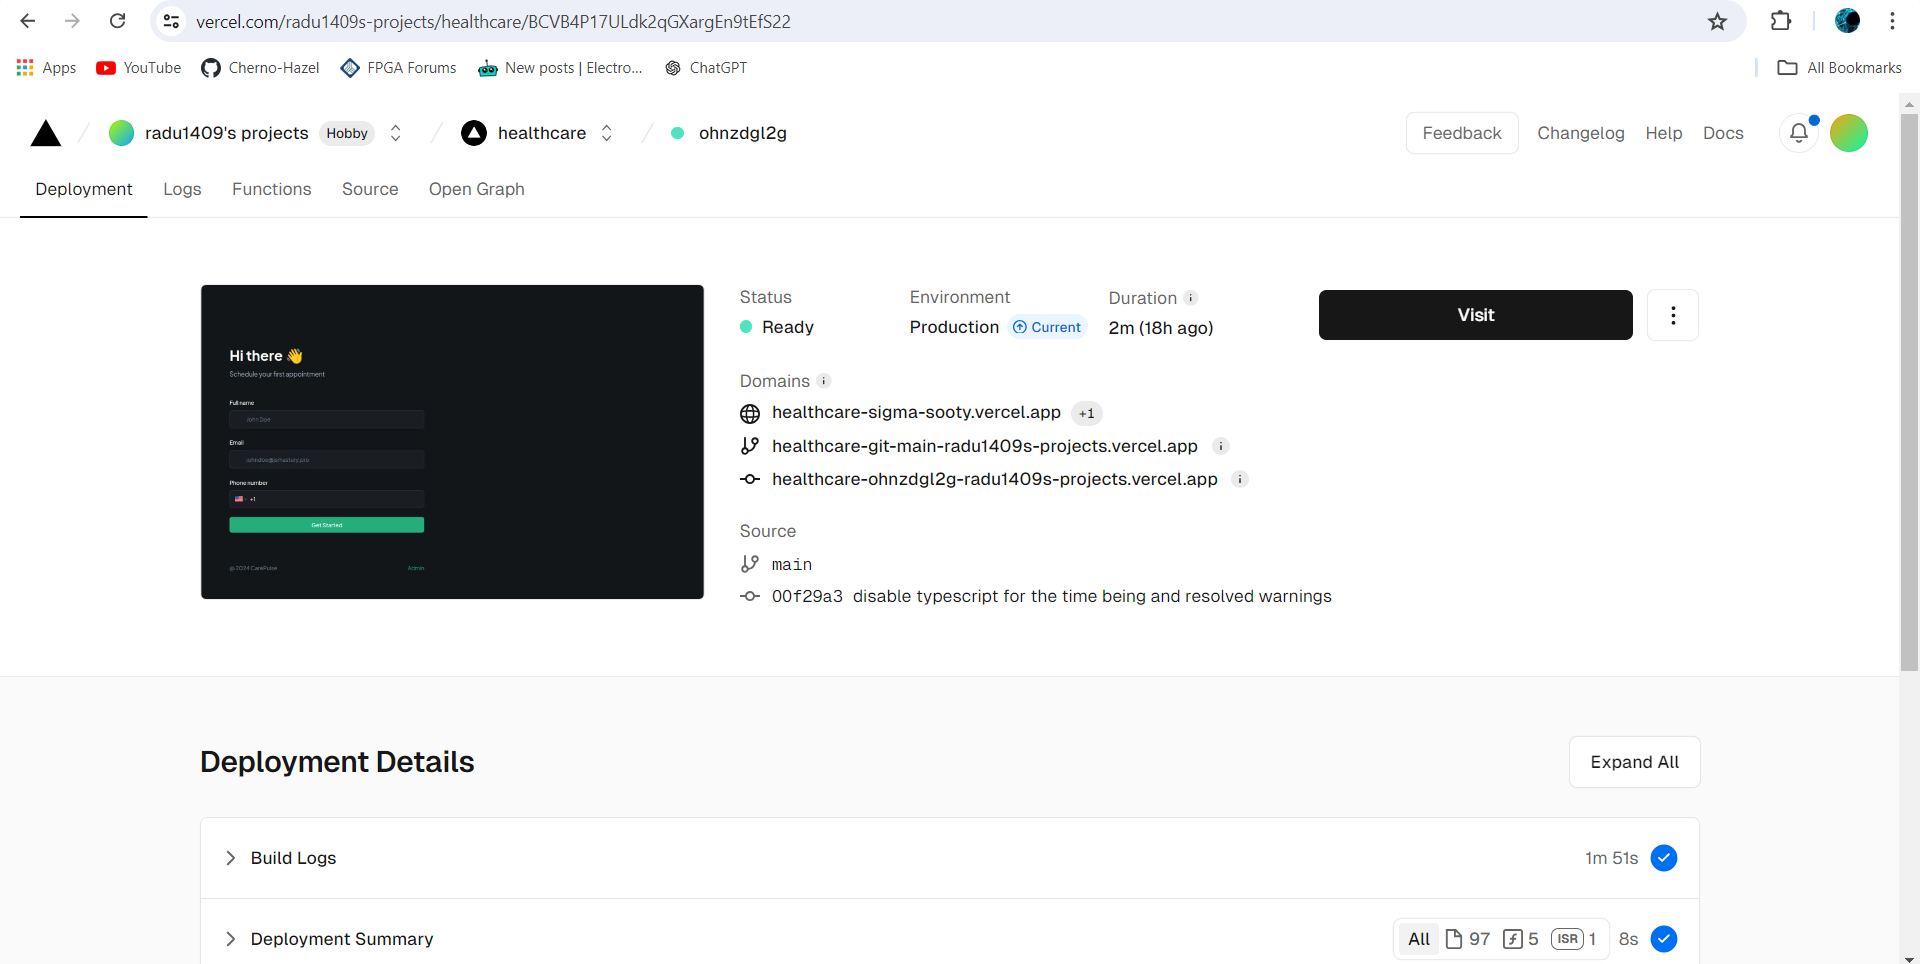 vercel.com/radu1409s-projects/healthcare/BCVB4P17ULdk2qGXargEn9tEfS22
Apps YouTube Cherno-Hazel FPGA Forums New posts | Electro... ChatGPT All Bookmarks
radu1409's projects Hobby healthcare ohnzdgl2g Feedback Changelog Help Docs
Deployment Logs Functions Source Open Graph
Hi there 👋
Schedule your first appointment
Full name
John Doe
Email
johndoe@jsmastery.pro
Phone number
+1
Get Started
@ 2024 CarePulse Admin
Status Environment Duration
Ready Production Current 2m (18h ago)
Visit
Domains
healthcare-sigma-sooty.vercel.app +1
healthcare-git-main-radu1409s-projects.vercel.app
healthcare-ohnzdgl2g-radu1409s-projects.vercel.app
Source
main
00f29a3 disable typescript for the time being and resolved warnings
Deployment Details Expand All
Build Logs 1m 51s
Deployment Summary All 97 5 ISR 1 8s